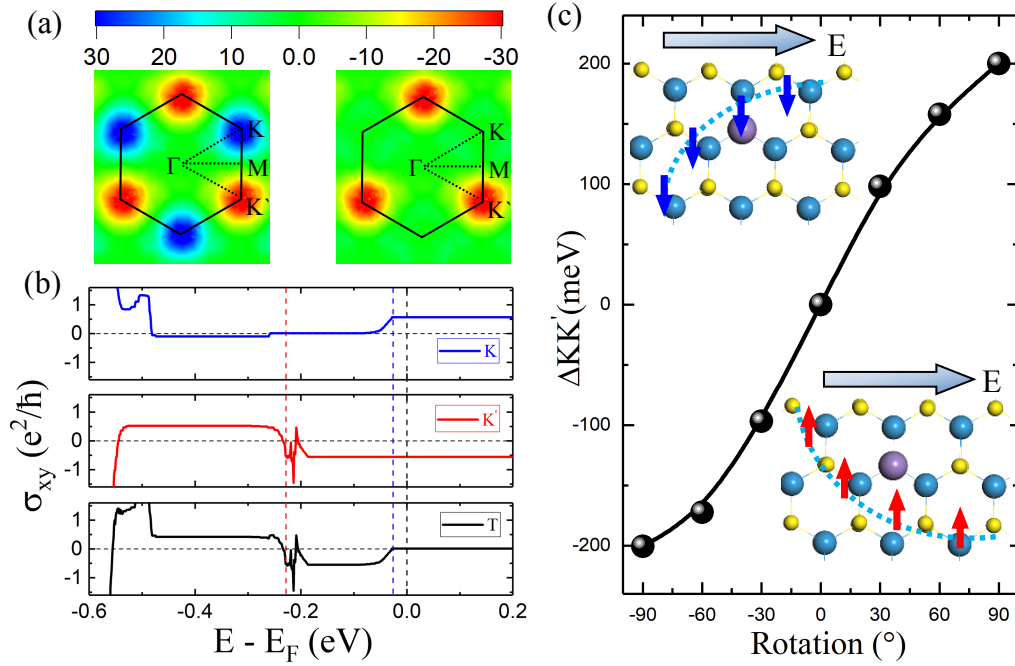 (a)
30 20 10 0.0 -10 -20 -30
K
Γ
M
K`
K
Γ
M
K`
(b)
1
0
-1
K
1
0
-1
K'
1
0
-1
T
σxy (e²/ħ)
-0.6 -0.4 -0.2 0.0 0.2
E - EF (eV)
(c)
E
200
100
0
-100
-200
ΔKK'(meV)
E
-90 -60 -30 0 30 60 90
Rotation (°)